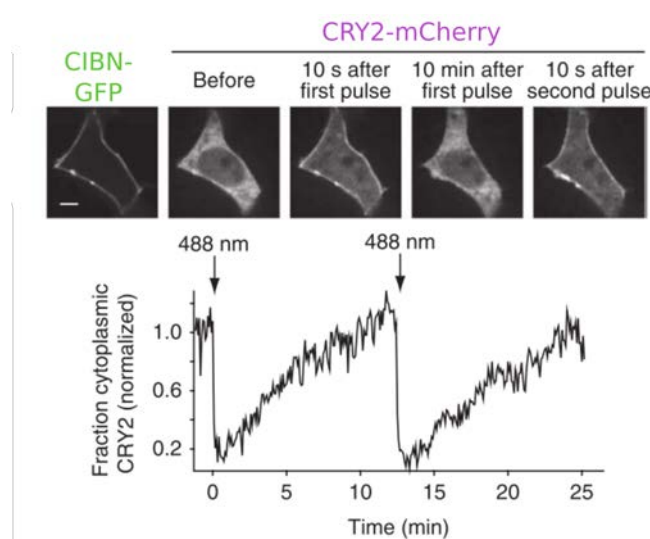 CRY2-mCherry
CIBN-
GFP
Before
10 s after
first pulse
10 min after
first pulse
10 s after
second pulse
488 nm
488 nm
Fraction cytoplasmic
CRY2 (normalized)
1.0
0.6
0.2
0
5
10
15
20
25
Time (min)